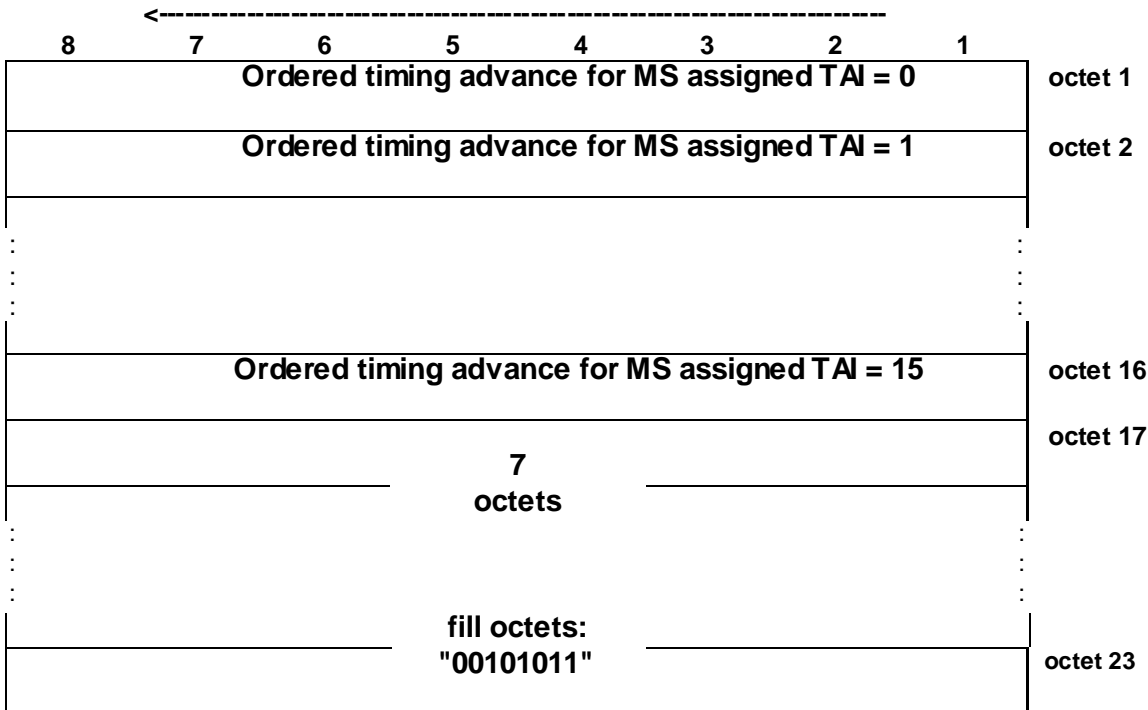 <--------------------------------------------------------------------------------
8 7 6 5 4 3 2 1
Ordered timing advance for MS assigned TAI = 0 octet 1
Ordered timing advance for MS assigned TAI = 1 octet 2
: :
: :
: :
Ordered timing advance for MS assigned TAI = 15 octet 16
octet 17
7
octets
: :
: :
: :
fill octets:
"00101011" octet 23